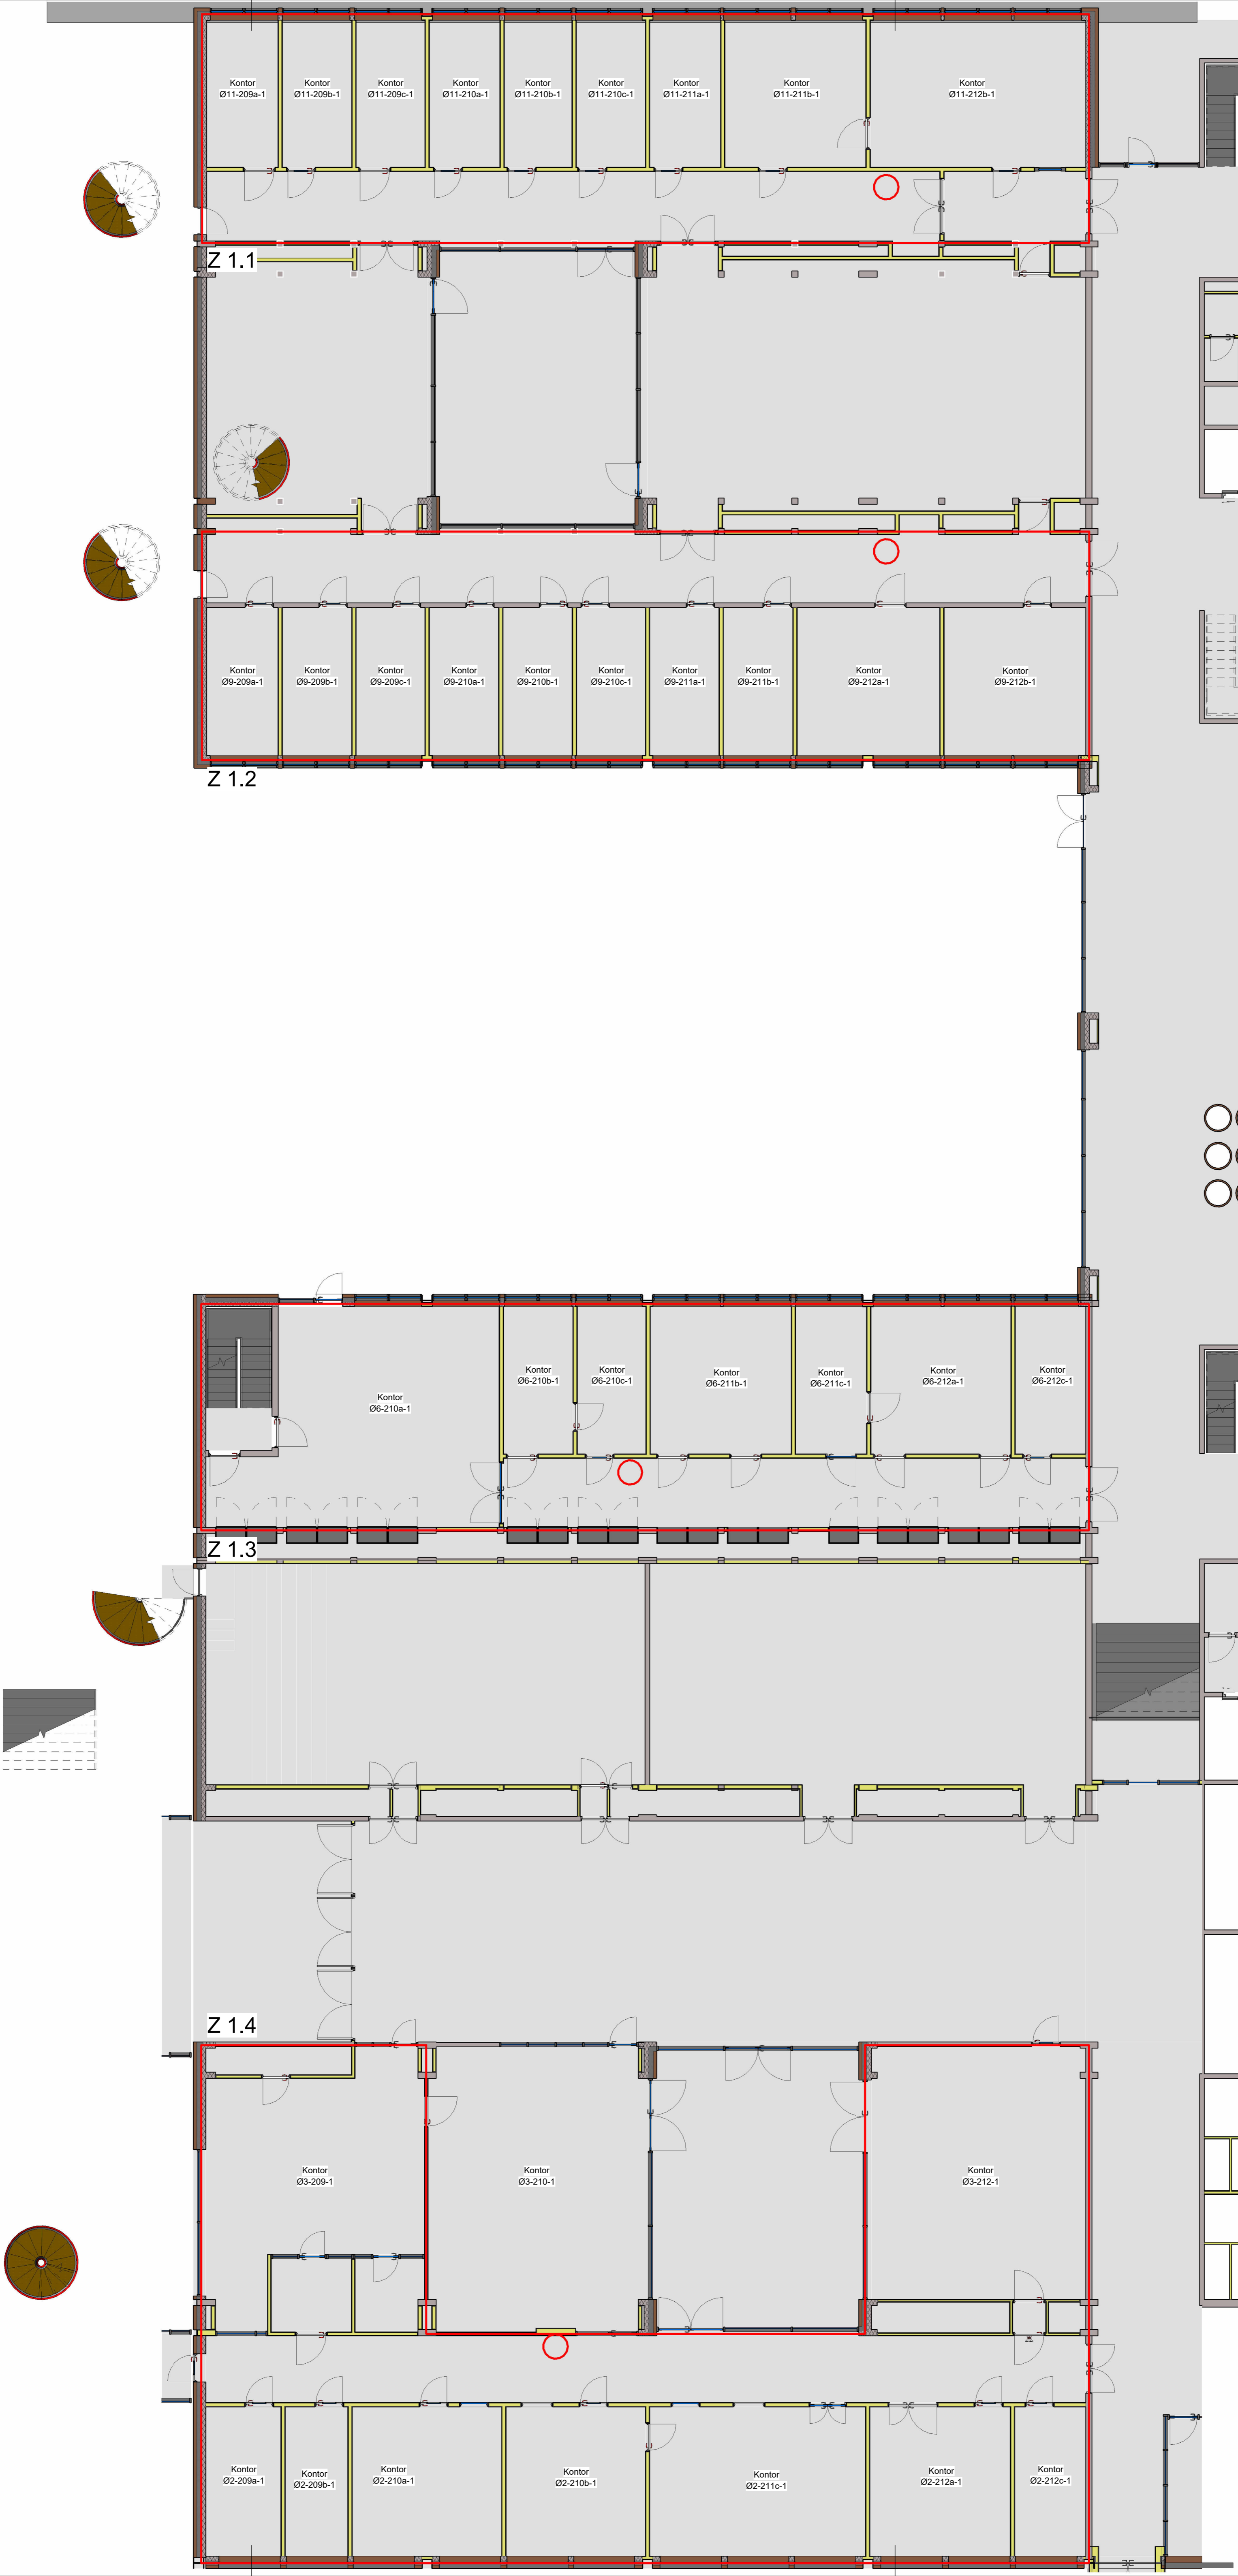 Kontor
Ø11-209a-1
Kontor
Ø11-209b-1
Kontor
Ø11-209c-1
Kontor
Ø11-210a-1
Kontor
Ø11-210b-1
Kontor
Ø11-210c-1
Kontor
Ø11-211a-1
Kontor
Ø11-211b-1
Kontor
Ø11-212b-1
Z 1.1
Kontor
Ø9-209a-1
Kontor
Ø9-209b-1
Kontor
Ø9-209c-1
Kontor
Ø9-210a-1
Kontor
Ø9-210b-1
Kontor
Ø9-210c-1
Kontor
Ø9-211a-1
Kontor
Ø9-211b-1
Kontor
Ø9-212a-1
Kontor
Ø9-212b-1
Z 1.2
Kontor
Ø6-210a-1
Kontor
Ø6-210b-1
Kontor
Ø6-210c-1
Kontor
Ø6-211b-1
Kontor
Ø6-211c-1
Kontor
Ø6-212a-1
Kontor
Ø6-212c-1
Z 1.3
Z 1.4
Kontor
Ø3-209-1
Kontor
Ø3-210-1
Kontor
Ø3-212-1
Kontor
Ø2-209a-1
Kontor
Ø2-209b-1
Kontor
Ø2-210a-1
Kontor
Ø2-210b-1
Kontor
Ø2-211c-1
Kontor
Ø2-212a-1
Kontor
Ø2-212c-1